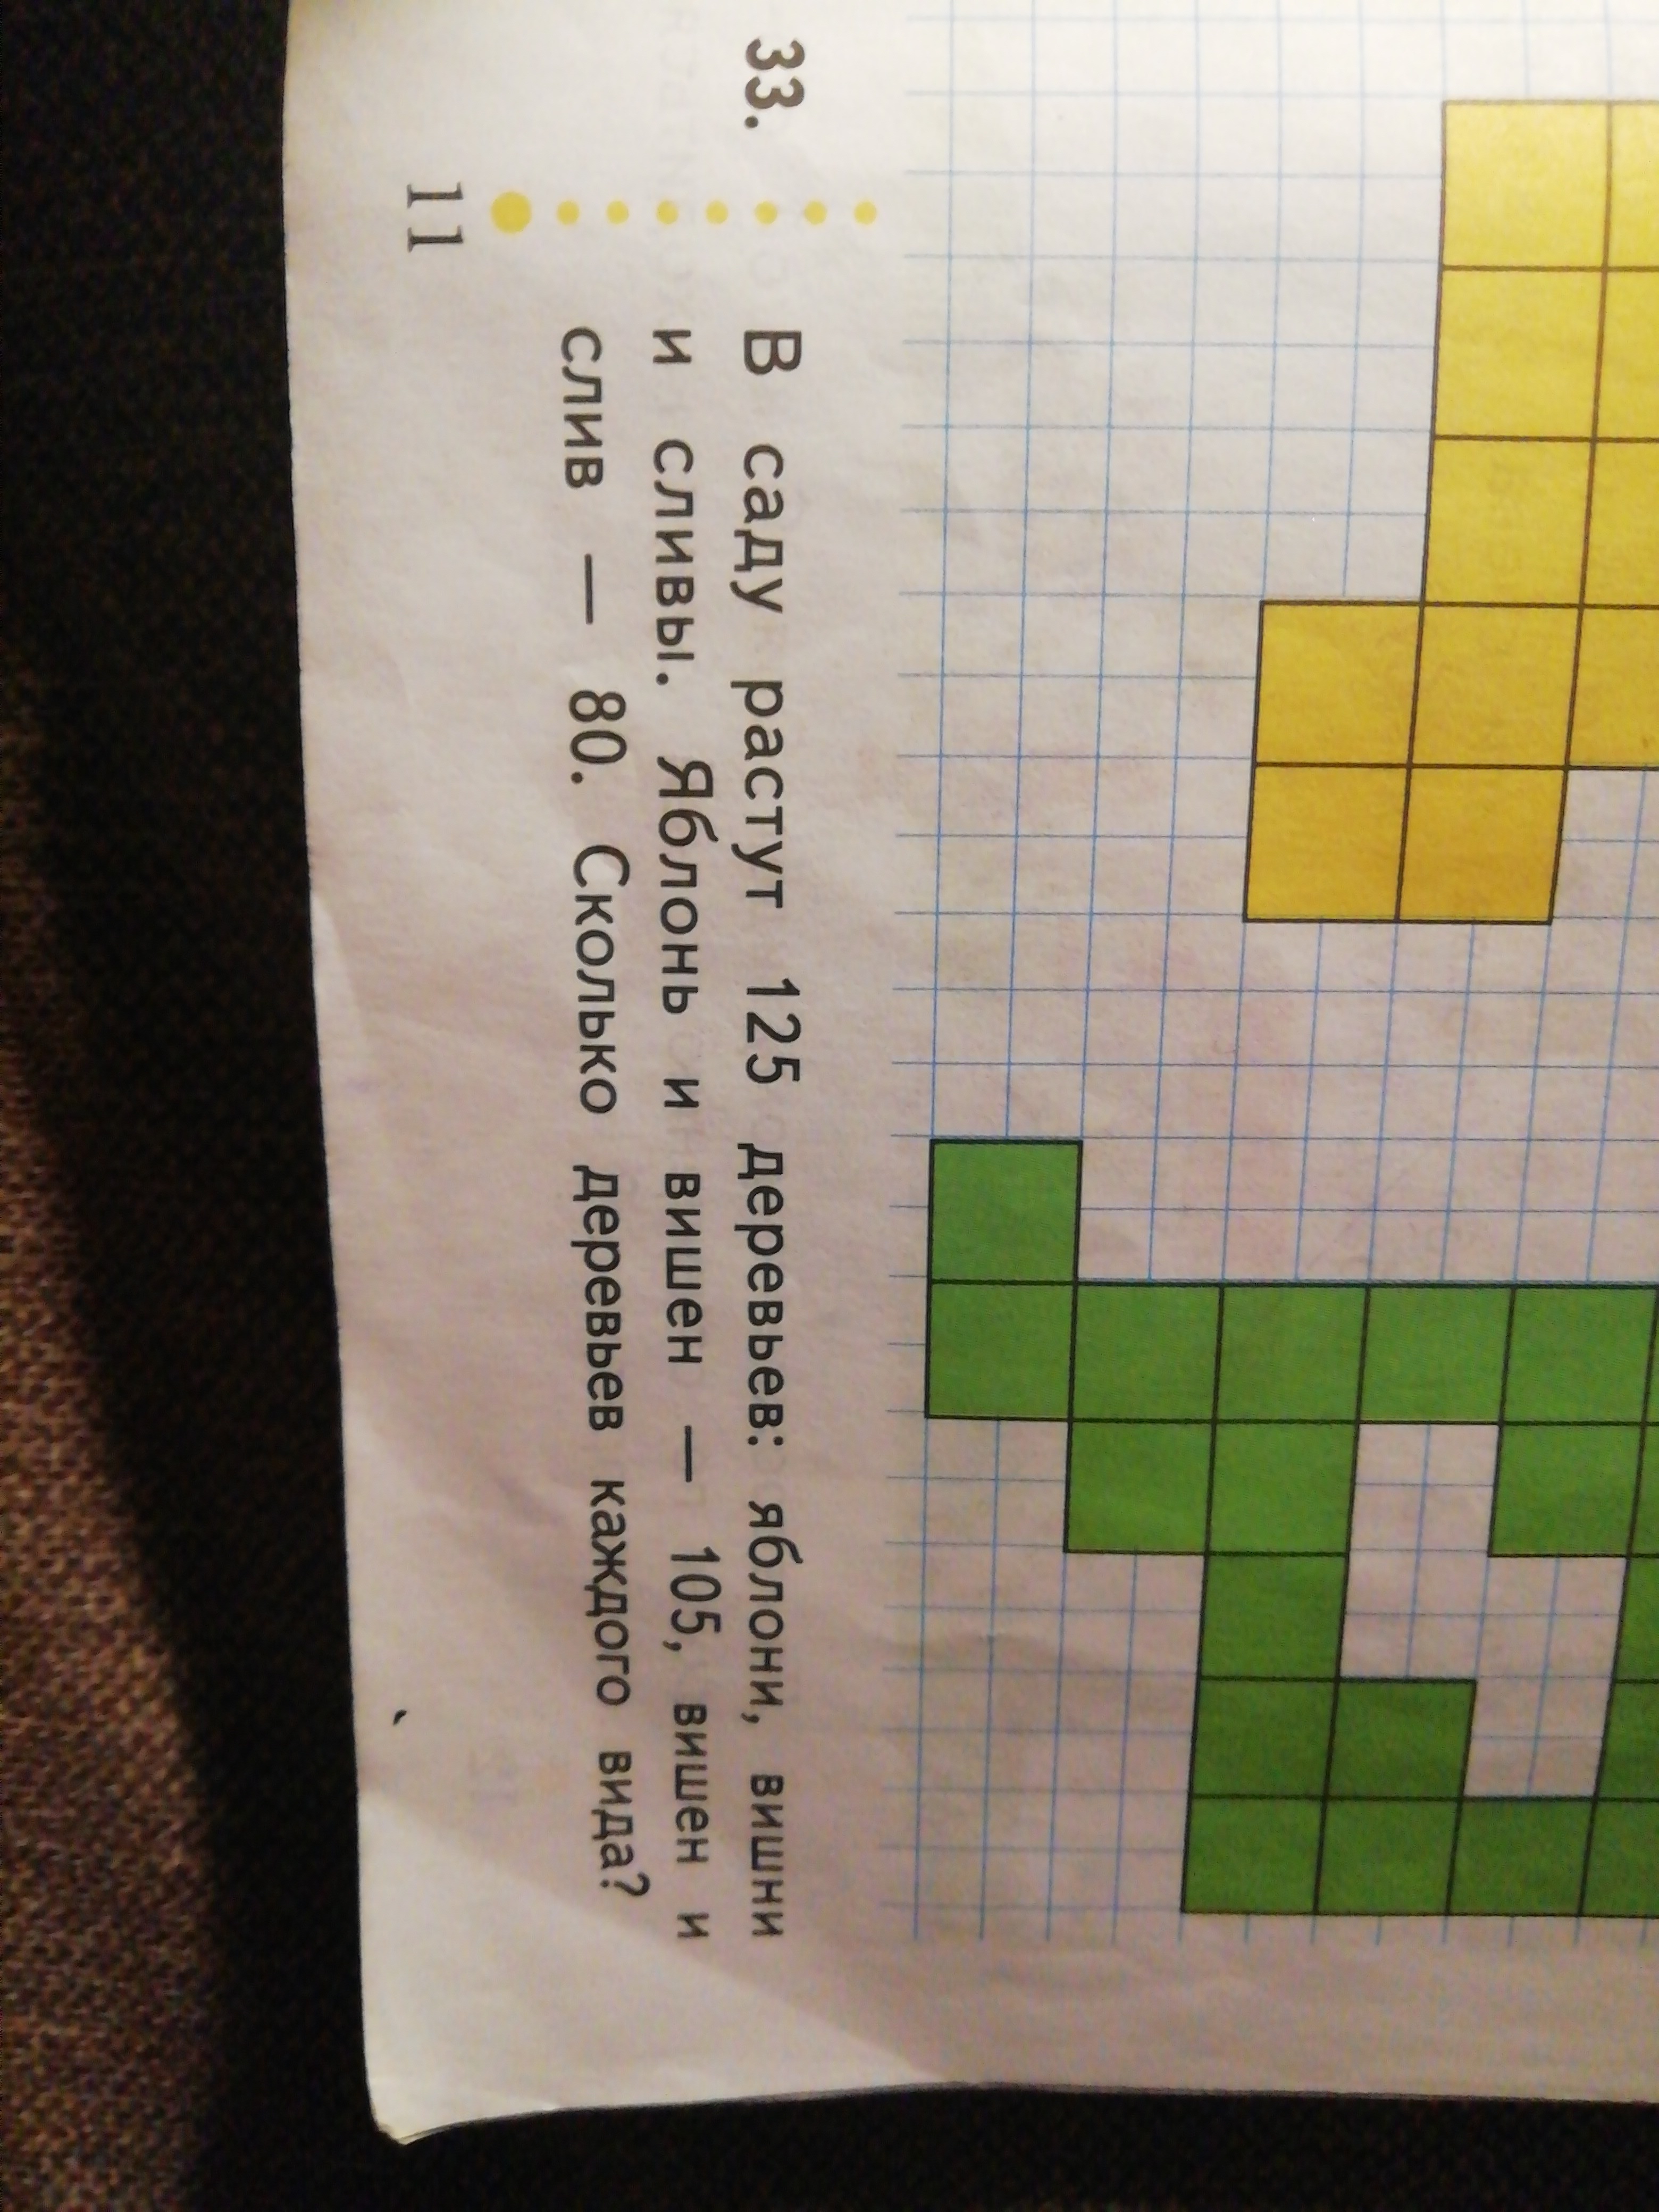 33. В саду растут 125 деревьев: яблони, вишни
и сливы. Яблонь и вишен — 105, вишен и
слив — 80. Сколько деревьев каждого вида?
11